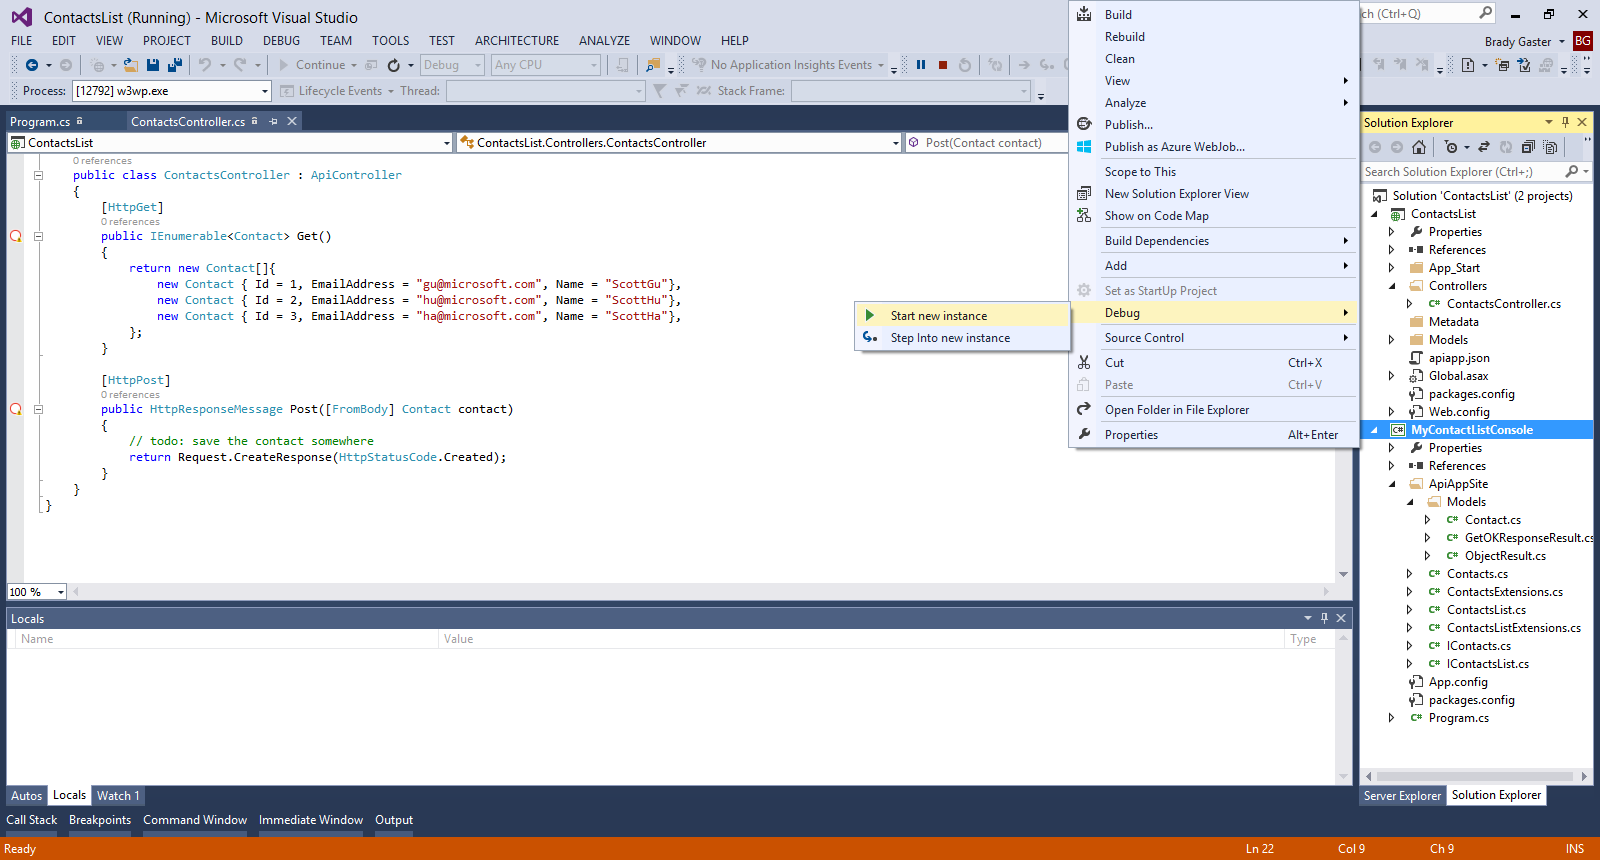 ContactsList (Running) - Microsoft Visual Studio
ch (Ctrl+Q)
FILE EDIT VIEW PROJECT BUILD DEBUG TEAM TOOLS TEST ARCHITECTURE ANALYZE WINDOW HELP
Brady Gaster BG
Continue Debug Any CPU No Application Insights Events
Process: [12792] w3wp.exe Lifecycle Events Thread: Stack Frame:
Program.cs ContactsController.cs
ContactsList ContactsList.Controllers.ContactsController Post(Contact contact)
0 references
public class ContactsController : ApiController
{
[HttpGet]
0 references
public IEnumerable<Contact> Get()
{
return new Contact[]{
new Contact { Id = 1, EmailAddress = "gu@microsoft.com", Name = "ScottGu"},
new Contact { Id = 2, EmailAddress = "hu@microsoft.com", Name = "ScottHu"},
new Contact { Id = 3, EmailAddress = "ha@microsoft.com", Name = "ScottHa"},
};
}
[HttpPost]
0 references
public HttpResponseMessage Post([FromBody] Contact contact)
{
// todo: save the contact somewhere
return Request.CreateResponse(HttpStatusCode.Created);
}
}
}
100 %
Build
Rebuild
Clean
View
Analyze
Publish...
Publish as Azure WebJob...
Scope to This
New Solution Explorer View
Show on Code Map
Build Dependencies
Add
Set as StartUp Project
Debug
Source Control
Cut Ctrl+X
Paste Ctrl+V
Open Folder in File Explorer
Properties Alt+Enter
Start new instance
Step Into new instance
Solution Explorer
Search Solution Explorer (Ctrl+;)
Solution 'ContactsList' (2 projects)
ContactsList
Properties
References
App_Start
Controllers
C# ContactsController.cs
Metadata
Models
apiapp.json
Global.asax
packages.config
Web.config
C# MyContactListConsole
Properties
References
ApiAppSite
Models
C# Contact.cs
C# GetOKResponseResult.cs
C# ObjectResult.cs
C# Contacts.cs
C# ContactsExtensions.cs
C# ContactsList.cs
C# ContactsListExtensions.cs
C# IContacts.cs
C# IContactsList.cs
App.config
packages.config
C# Program.cs
Server Explorer Solution Explorer
Locals
Name Value Type
Autos Locals Watch 1
Call Stack Breakpoints Command Window Immediate Window Output
Ready Ln 22 Col 9 Ch 9 INS